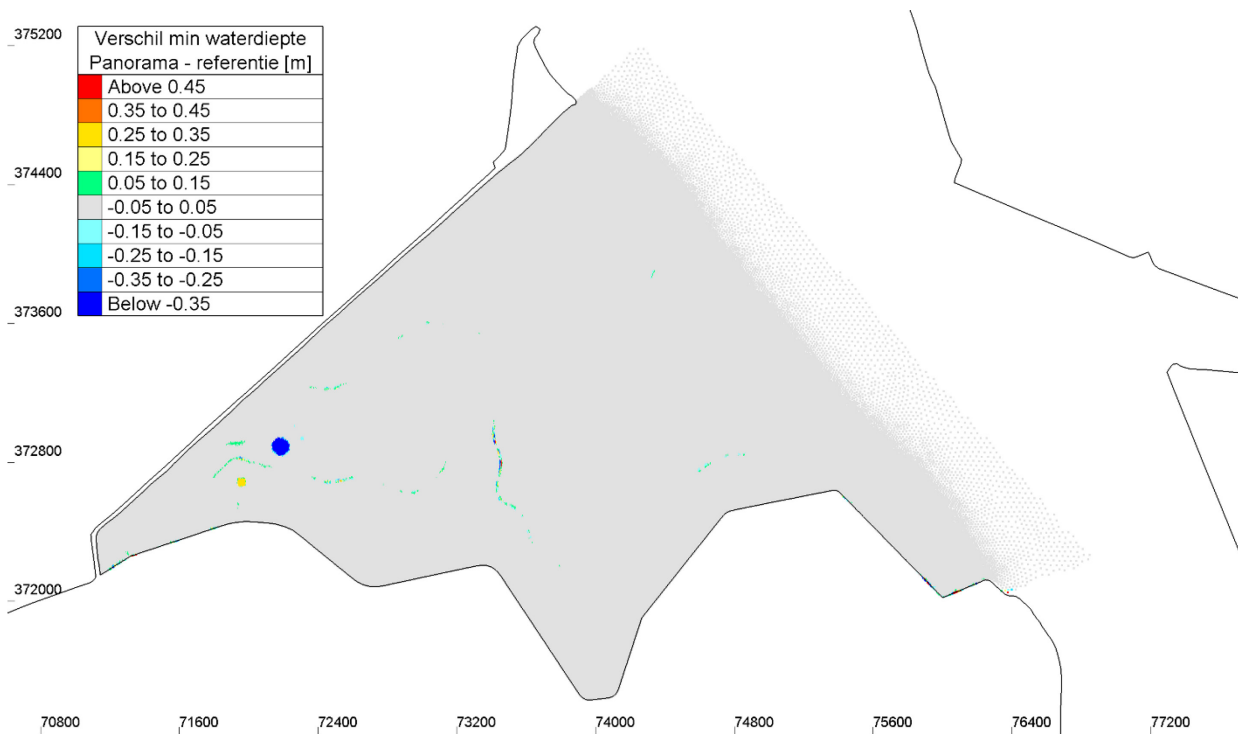 375200
Verschil min waterdiepte
Panorama - referentie [m]
Above 0.45
0.35 to 0.45
0.25 to 0.35
0.15 to 0.25
0.05 to 0.15
-0.05 to 0.05
-0.15 to -0.05
-0.25 to -0.15
-0.35 to -0.25
Below -0.35
374400
373600
372800
372000
70800 71600 72400 73200 74000 74800 75600 76400 77200